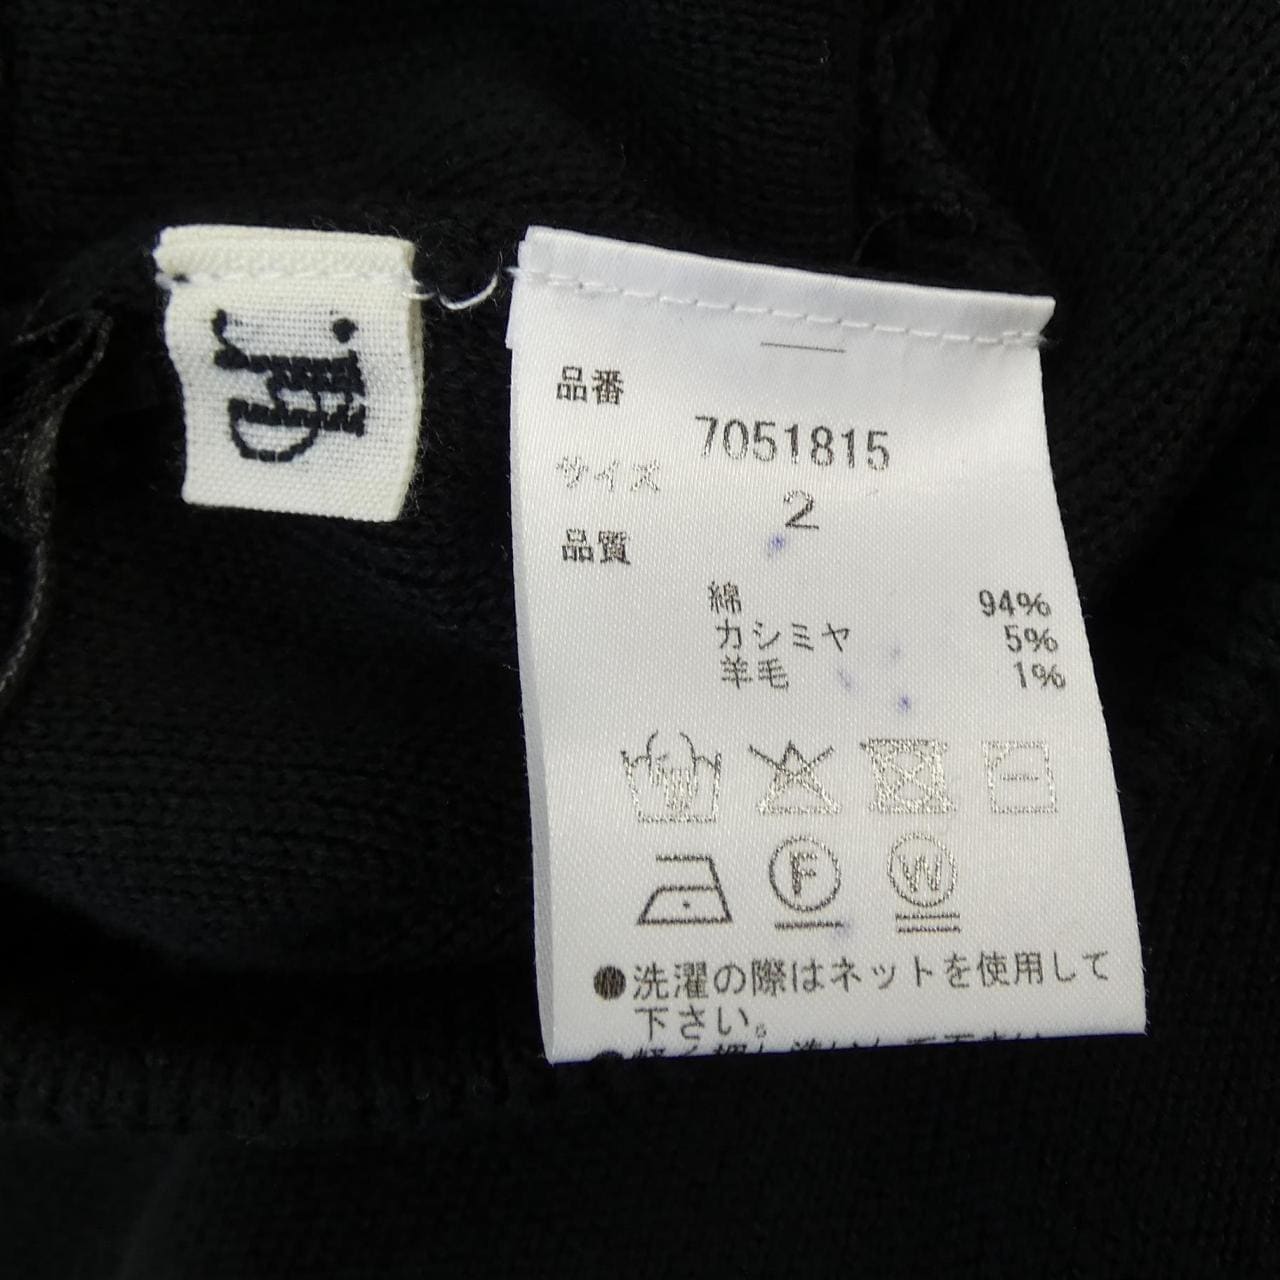 品番
7051815
サイズ
2
品質
綿 94%
カシミヤ 5%
羊毛 1%
F
W
●洗濯の際はネットを使用して
下さい。